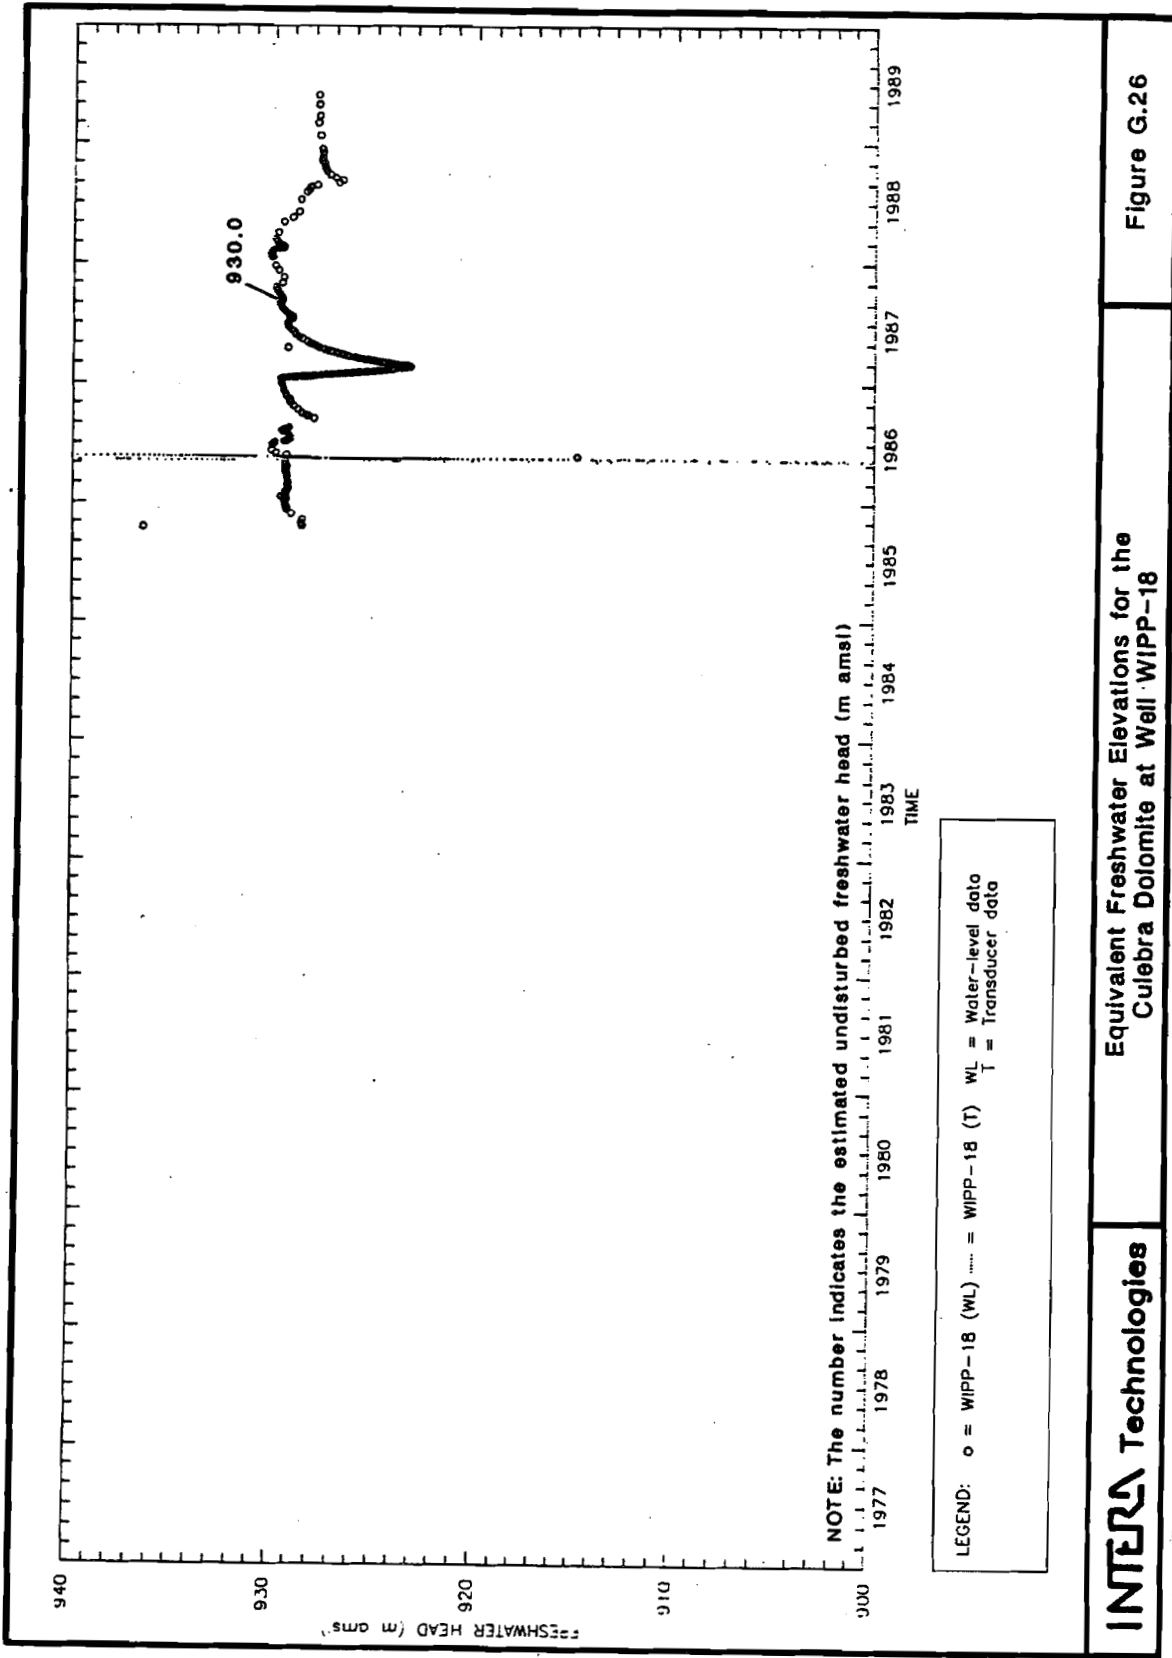 940
930
920
910
900
FRESHWATER HEAD (m ams
930.0
NOTE: The number indicates the estimated undisturbed freshwater head (m amsl)
1977 1978 1979 1980 1981 1982 1983 1984 1985 1986 1987 1988 1989
TIME
LEGEND: o = WIPP-18 (WL) ..... = WIPP-18 (T) WL = Water-level data
T = Transducer data
INTERA Technologies
Equivalent Freshwater Elevations for the
Culebra Dolomite at Well WIPP-18
Figure G.26